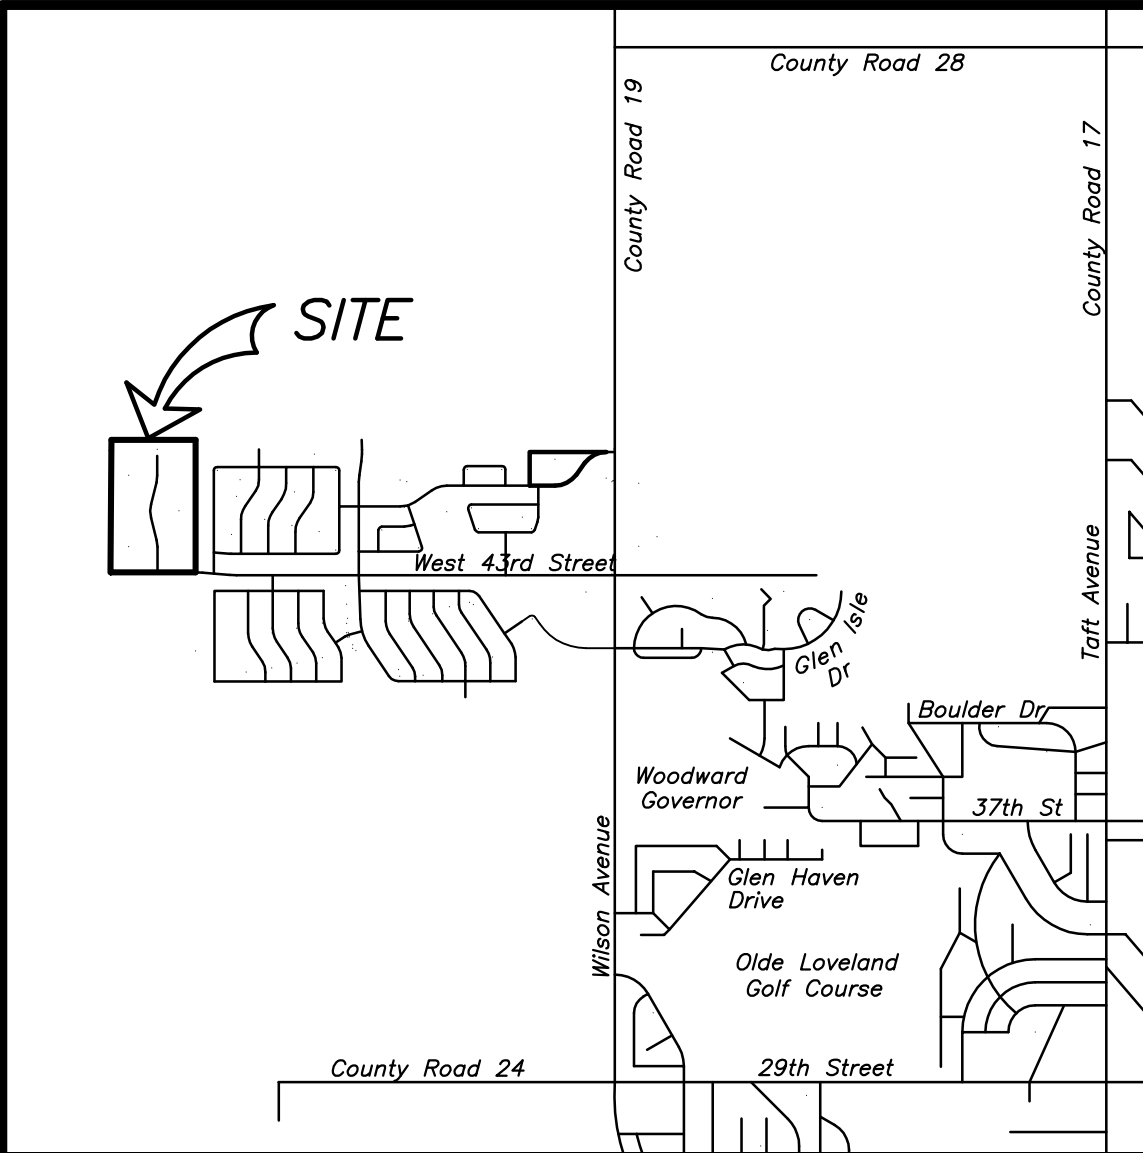 County Road 28
County Road 19
County Road 17
SITE
West 43rd Street
Taft Avenue
Glen Isle
Dr
Boulder Dr
Woodward
Governor
37th St
Wilson Avenue
Glen Haven
Drive
Olde Loveland
Golf Course
County Road 24
29th Street